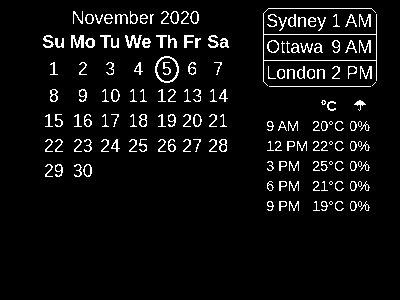 November 2020
Su Mo Tu We Th Fr Sa
1 2 3 4 5 6 7
8 9 10 11 12 13 14
15 16 17 18 19 20 21
22 23 24 25 26 27 28
29 30
Sydney 1 AM
Ottawa 9 AM
London 2 PM
°C ☂
9 AM 20°C 0%
12 PM 22°C 0%
3 PM 25°C 0%
6 PM 21°C 0%
9 PM 19°C 0%